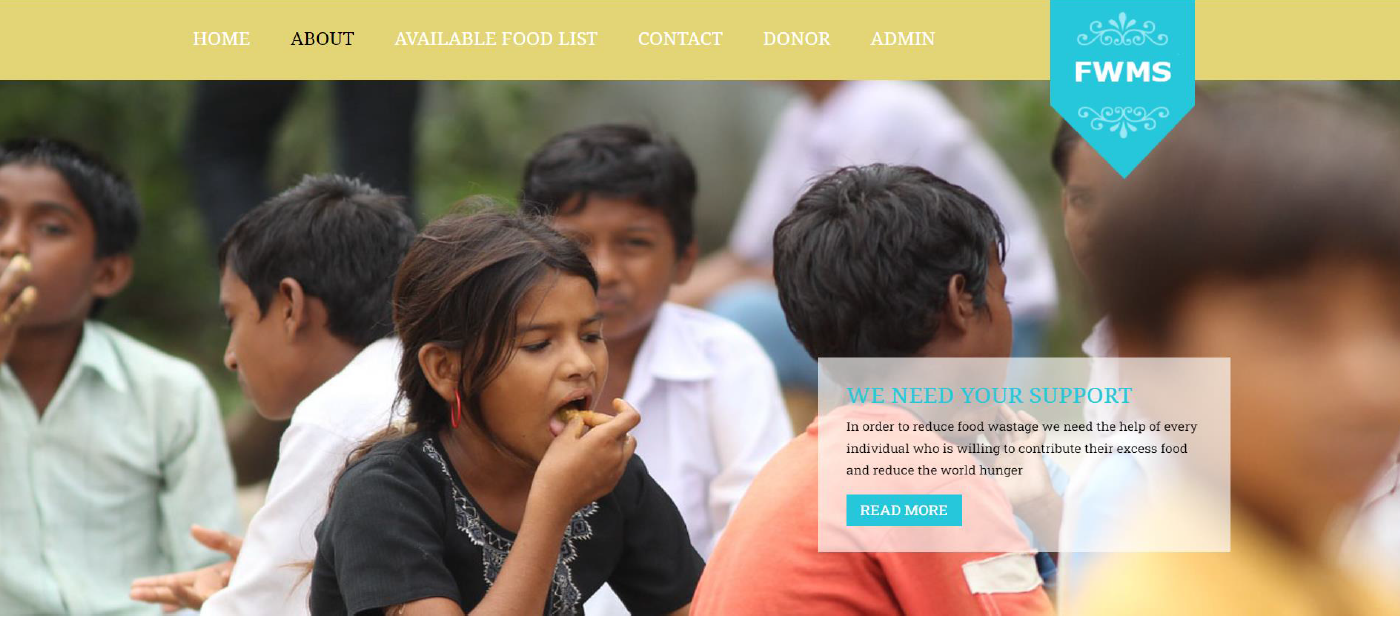 HOME ABOUT AVAILABLE FOOD LIST CONTACT DONOR ADMIN
FWMS
WE NEED YOUR SUPPORT
In order to reduce food wastage we need the help of every
individual who is willing to contribute their excess food
and reduce the world hunger
READ MORE